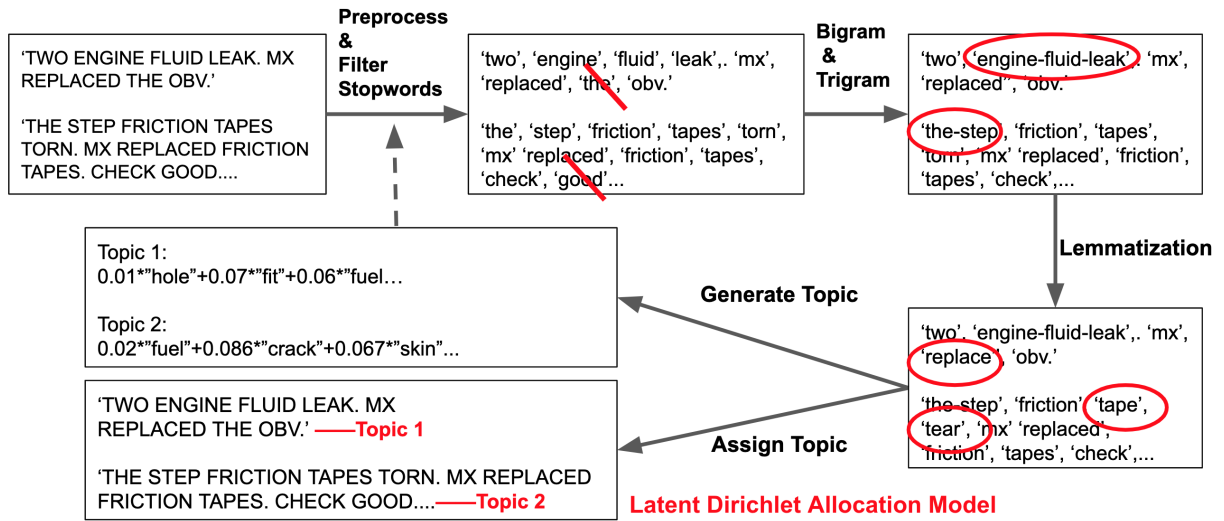 ‘TWO ENGINE FLUID LEAK. MX
REPLACED THE OBV.’
‘THE STEP FRICTION TAPES
TORN. MX REPLACED FRICTION
TAPES. CHECK GOOD....
Preprocess
&
Filter
Stopwords
‘two’, ‘engine’, ‘fluid’, ‘leak’,. ‘mx’,
‘replaced’, ‘the’, ‘obv.’
‘the’, ‘step’, ‘friction’, ‘tapes’, ‘torn’,
‘mx’ ‘replaced’, ‘friction’, ‘tapes’,
‘check’, ‘good’...
Bigram
&
Trigram
‘two’, ‘engine-fluid-leak’,. ‘mx’,
‘replaced”, ‘obv.’
‘the-step’, ‘friction’, ‘tapes’,
‘torn’, ‘mx’ ‘replaced’, ‘friction’,
‘tapes’, ‘check’,...
Lemmatization
‘two’, ‘engine-fluid-leak’,. ‘mx’,
‘replace’, ‘obv.’
‘the-step’, ‘friction’, ‘tape’,
‘tear’, ‘mx’ ‘replaced’,
‘friction’, ‘tapes’, ‘check’,...
Generate Topic
Topic 1:
0.01*”hole”+0.07*”fit”+0.06*”fuel…
Topic 2:
0.02*”fuel”+0.086*”crack”+0.067*”skin”...
Assign Topic
‘TWO ENGINE FLUID LEAK. MX
REPLACED THE OBV.’ ——Topic 1
‘THE STEP FRICTION TAPES TORN. MX REPLACED
FRICTION TAPES. CHECK GOOD....——Topic 2
Latent Dirichlet Allocation Model